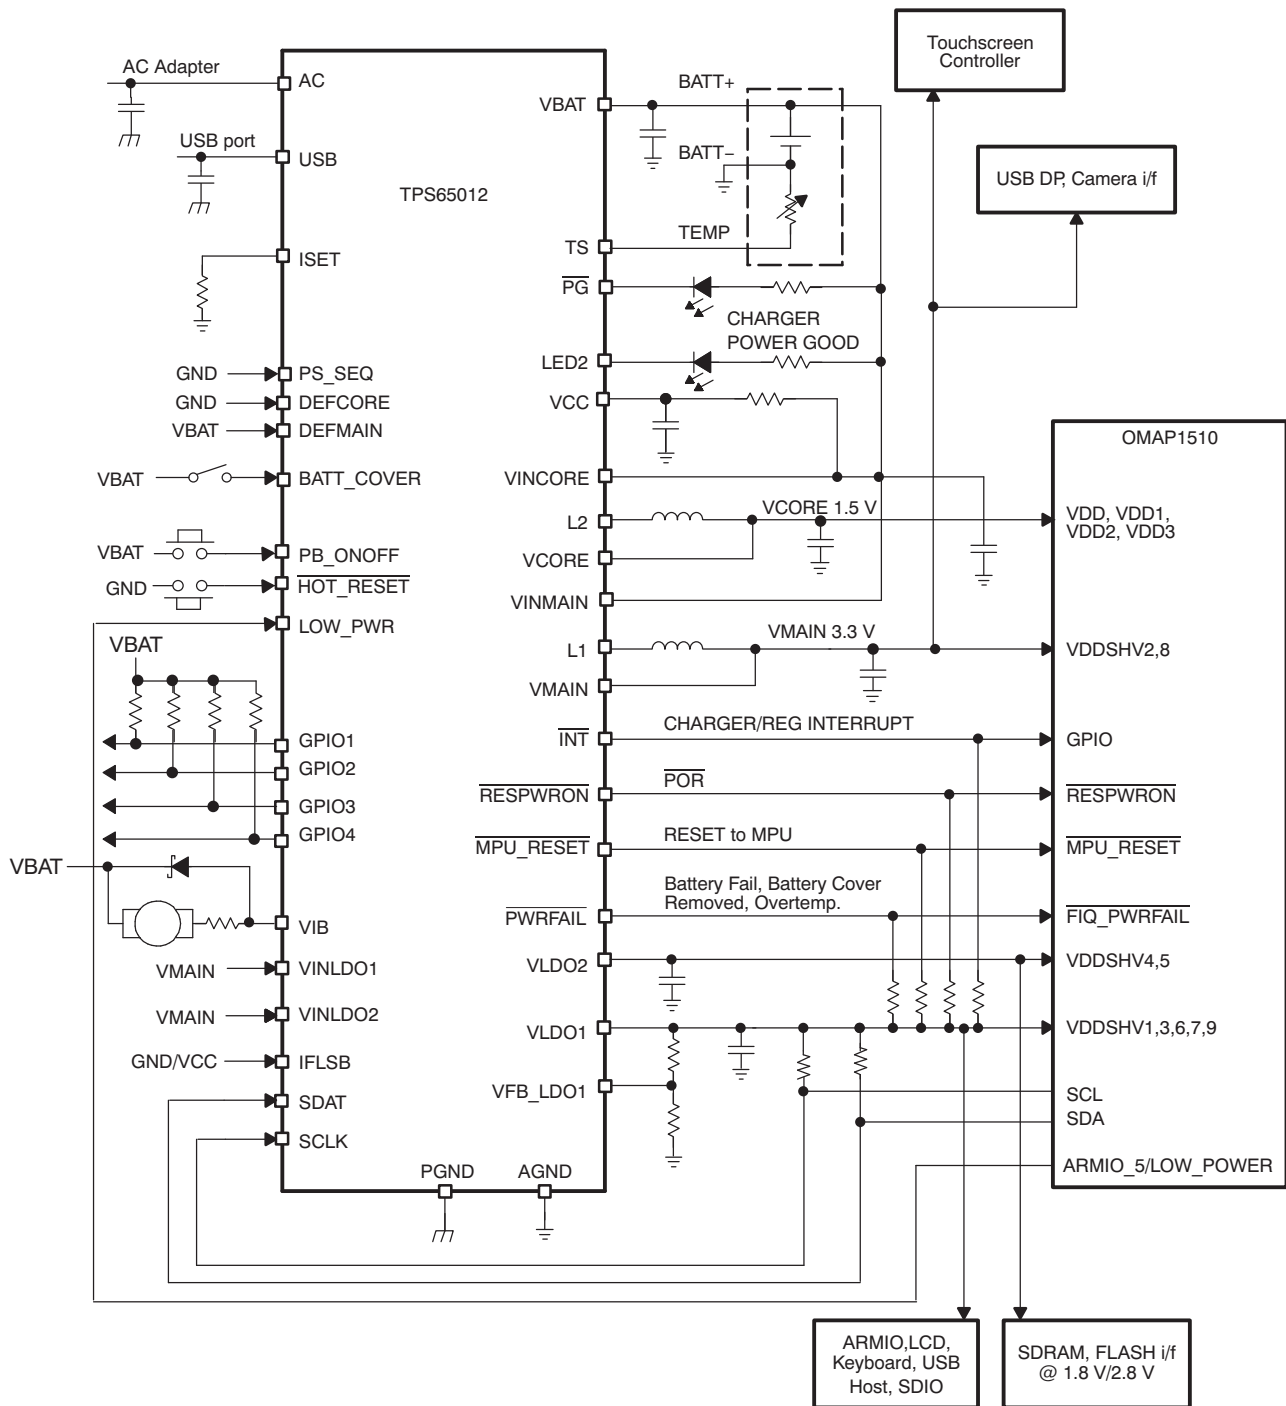 Touchscreen
Controller
AC Adapter
AC
BATT+
VBAT
USB port
USB
BATT−
USB DP, Camera i/f
TPS65012
TEMP
TS
ISET
PG
CHARGER
POWER GOOD
LED2
GND
PS_SEQ
GND
DEFCORE
VCC
VBAT
DEFMAIN
OMAP1510
VBAT
BATT_COVER
VINCORE
VCORE 1.5 V
L2
VDD, VDD1,
VDD2, VDD3
VBAT
PB_ONOFF
VCORE
GND
HOT_RESET
VINMAIN
LOW_PWR
VMAIN 3.3 V
VBAT
L1
VDDSHV2,8
VMAIN
CHARGER/REG INTERRUPT
GPIO1
INT
GPIO
GPIO2
POR
RESPWRON
RESPWRON
GPIO3
GPIO4
RESET to MPU
MPU_RESET
MPU_RESET
VBAT
Battery Fail, Battery Cover
Removed, Overtemp.
VIB
PWRFAIL
FIQ_PWRFAIL
VMAIN
VINLDO1
VLDO2
VDDSHV4,5
VMAIN
VINLDO2
VLDO1
VDDSHV1,3,6,7,9
GND/VCC
IFLSB
VFB_LDO1
SCL
SDAT
SDA
SCLK
PGND
AGND
ARMIO_5/LOW_POWER
ARMIO,LCD,
Keyboard, USB
Host, SDIO
SDRAM, FLASH i/f
@ 1.8 V/2.8 V